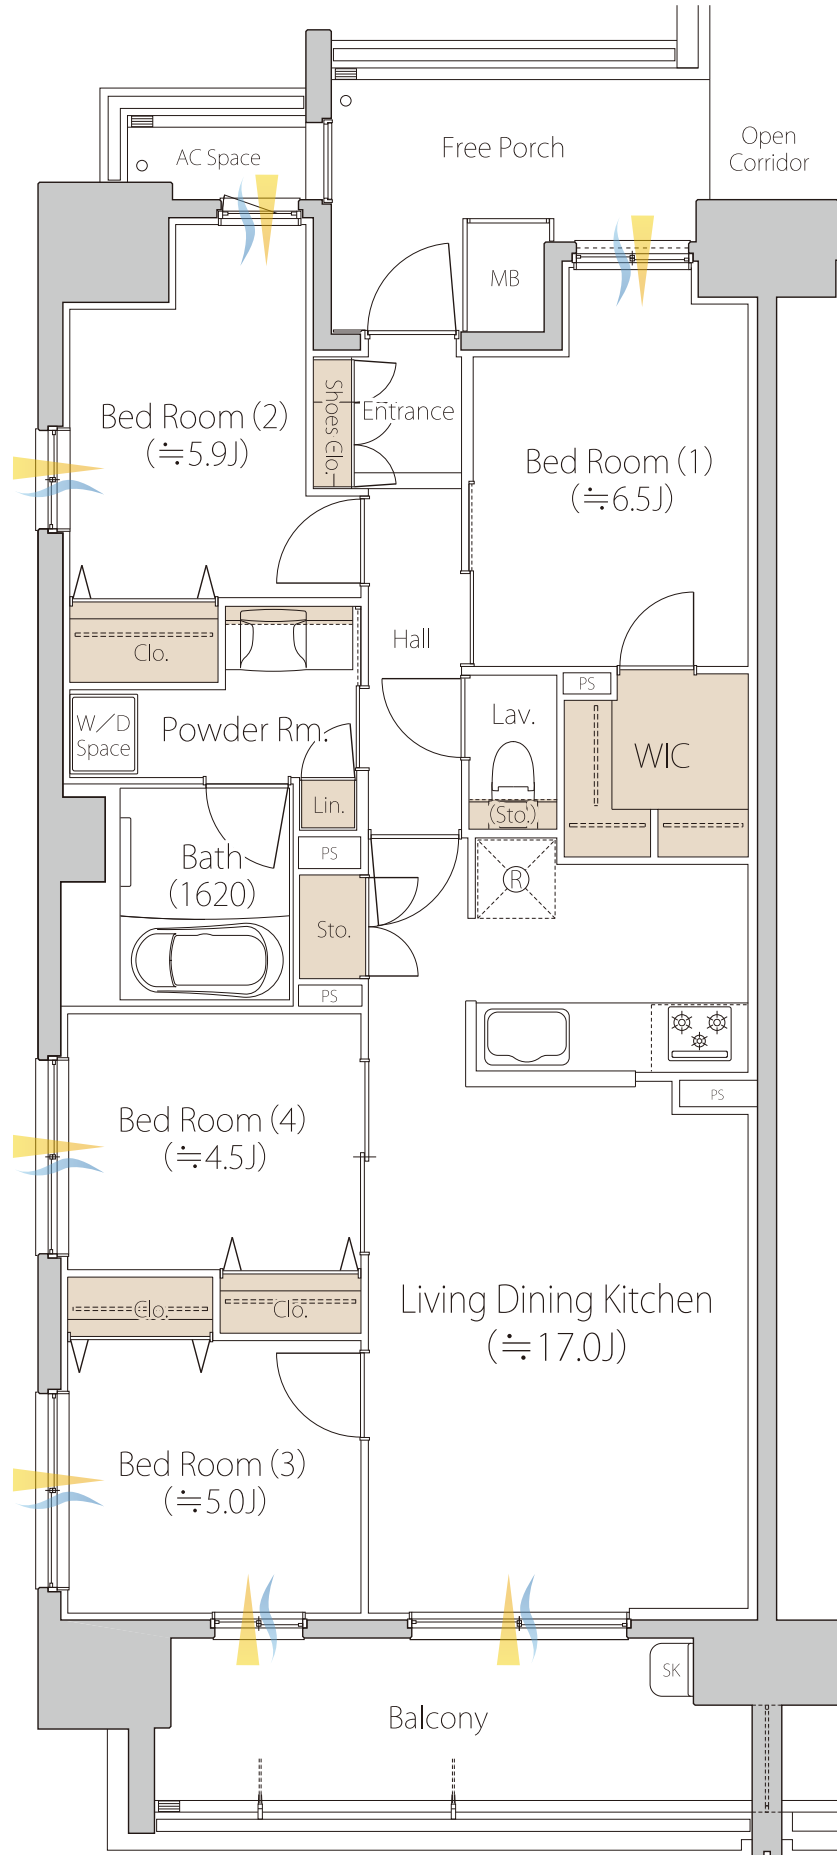 Free Porch
Open
Corridor
AC Space
MB
Bed Room (2)
(≒5.9J)
Shoes Clo.
Entrance
Bed Room (1)
(≒6.5J)
Hall
Clo.
PS
Lav.
W/D
Space
Powder Rm.
WIC
Lin.
(Sto.)
PS
Bath
(1620)
R
Sto.
PS
PS
Bed Room (4)
(≒4.5J)
Clo.
Clo.
Living Dining Kitchen
(≒17.0J)
Bed Room (3)
(≒5.0J)
SK
Balcony